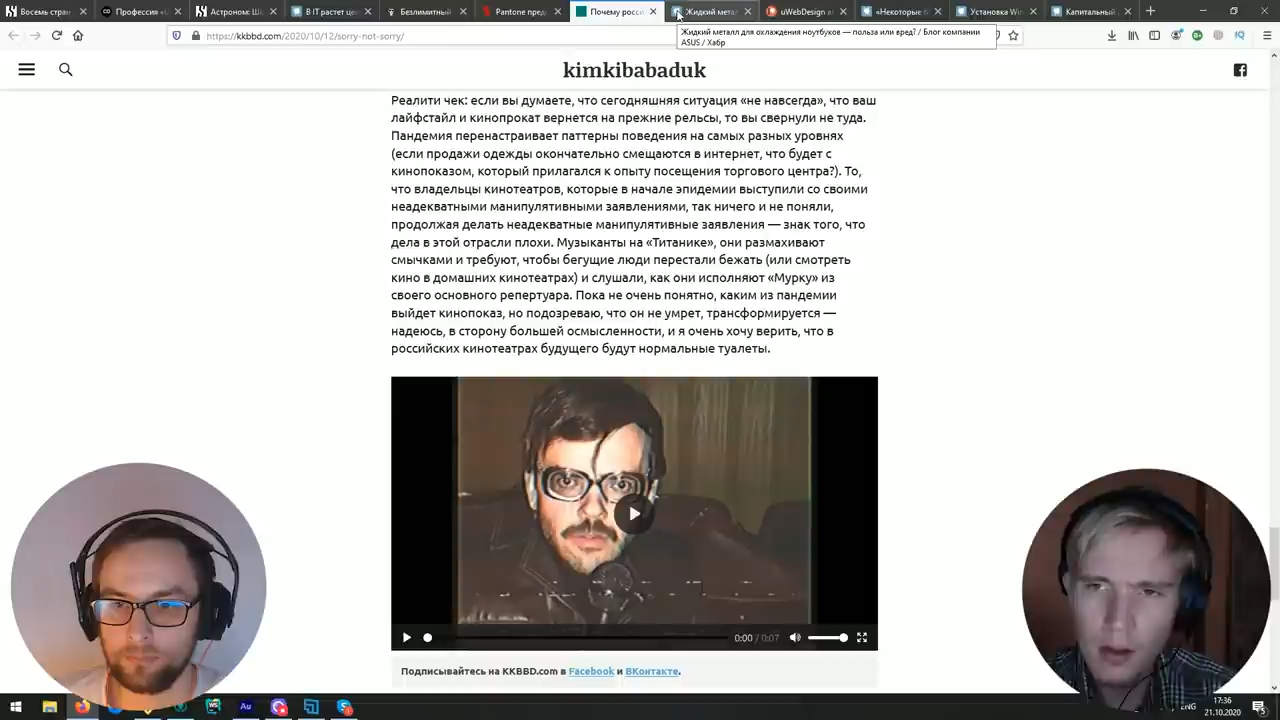 Восемь стран
Профессия «
Астроном: Ш
В IT растет цен
Безлимитный
Pantone пред
Почему росс
Жидкий метал
uWebDesign
«Некоторые б
Установка Win
Капитальный
https://kkbbd.com/2020/10/12/sorry-not-sorry/
Жидкий металл для охлаждения ноутбуков — польза или вред? / Блог компании
ASUS / Хабр
kimkibabaduk
Реалити чек: если вы думаете, что сегодняшняя ситуация «не навсегда», что ваш
лайфстайл и кинопрокат вернется на прежние рельсы, то вы свернули не туда.
Пандемия перенастраивает паттерны поведения на самых разных уровнях
(если продажи одежды окончательно смещаются в интернет, что будет с
кинопоказом, который прилагался к опыту посещения торгового центра?). То,
что владельцы кинотеатров, которые в начале эпидемии выступили со своими
неадекватными манипулятивными заявлениями, так ничего и не поняли,
продолжая делать неадекватные манипулятивные заявления — знак того, что
дела в этой отрасли плохи. Музыканты на «Титанике», они размахивают
смычками и требуют, чтобы бегущие люди перестали бежать (или смотреть
кино в домашних кинотеатрах) и слушали, как они исполняют «Мурку» из
своего основного репертуара. Пока не очень понятно, каким из пандемии
выйдет кинопоказ, но подозреваю, что он не умрет, трансформируется —
надеюсь, в сторону большей осмысленности, и я очень хочу верить, что в
российских кинотеатрах будущего будут нормальные туалеты.
0:00 / 0:07
Подписывайтесь на KKBBD.com в Facebook и ВКонтакте.
ENG
17:36
21.10.2020